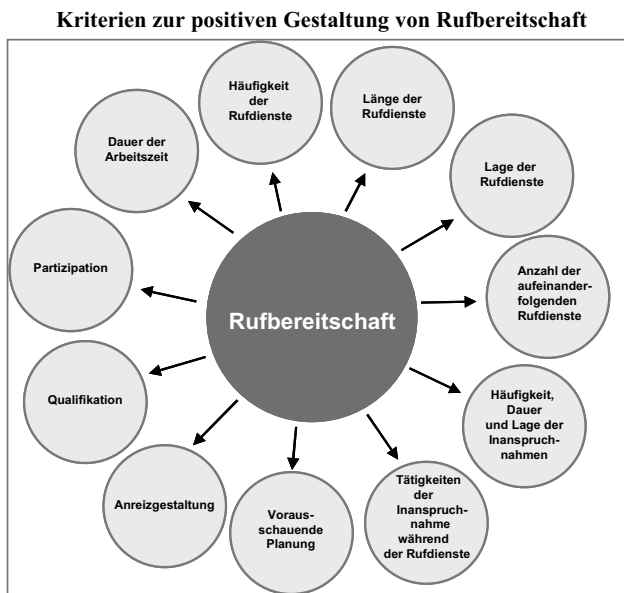 Kriterien zur positiven Gestaltung von Rufbereitschaft
Häufigkeit
der
Rufdienste
Länge der
Rufdienste
Lage der
Rufdienste
Anzahl der
aufeinander-
folgenden
Rufdienste
Häufigkeit,
Dauer
und Lage der
Inanspruch-
nahmen
Tätigkeiten
der
Inanspruch-
nahme
während
der Rufdienste
Voraus-
schauende
Planung
Anreizgestaltung
Qualifikation
Partizipation
Dauer der
Arbeitszeit
Rufbereitschaft